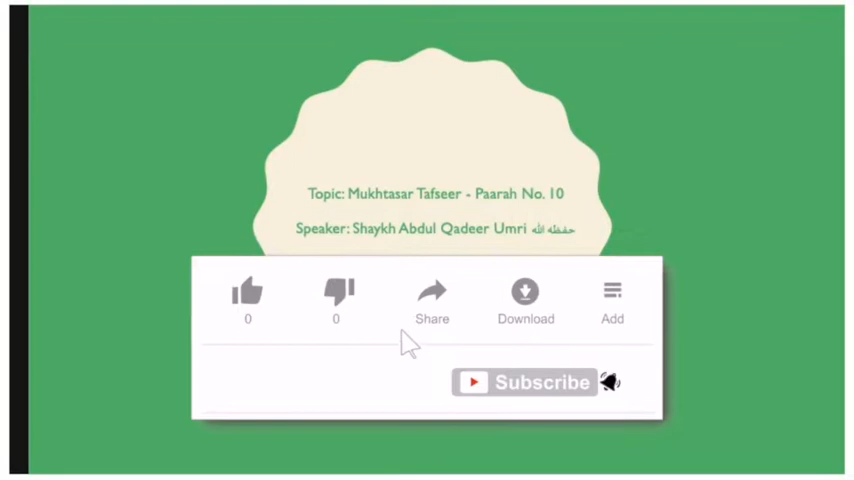 Topic: Mukhtasar Tafseer - Paarah No. 10
Speaker: Shaykh Abdul Qadeer Umri حفظه الله
0
0
Share
Download
Add
Subscribe